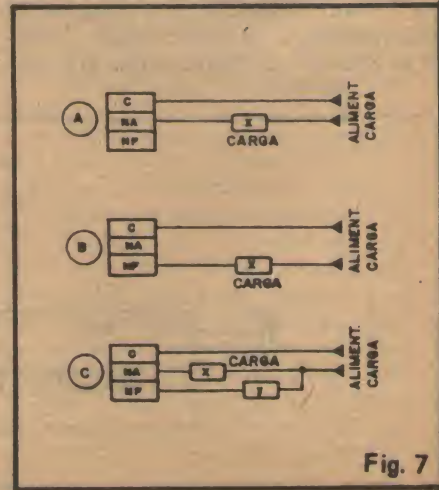 A
C
NA
NF
X
CARGA
ALIMENT.
CARGA
B
C
NA
NF
X
CARGA
ALIMENT.
CARGA
C
C
NA
NF
CARGA
X
Y
ALIMENT.
CARGA
Fig. 7